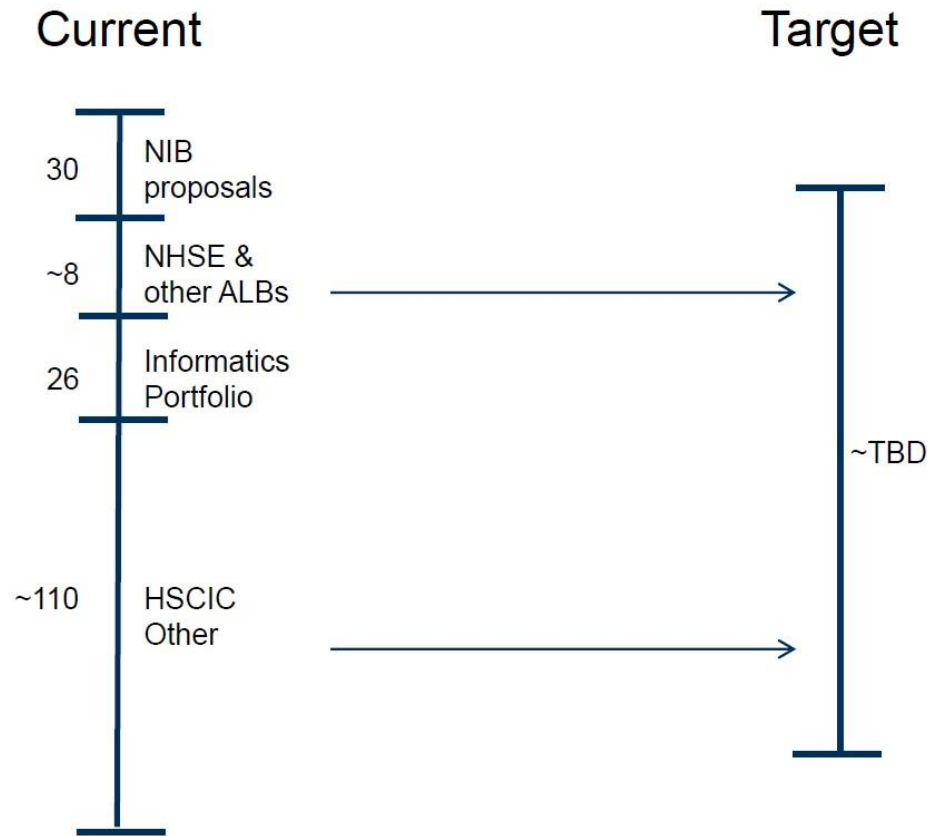 Current
Target
30
NIB
proposals
~8
NHSE &
other ALBs
26
Informatics
Portfolio
~TBD
~110
HSCIC
Other